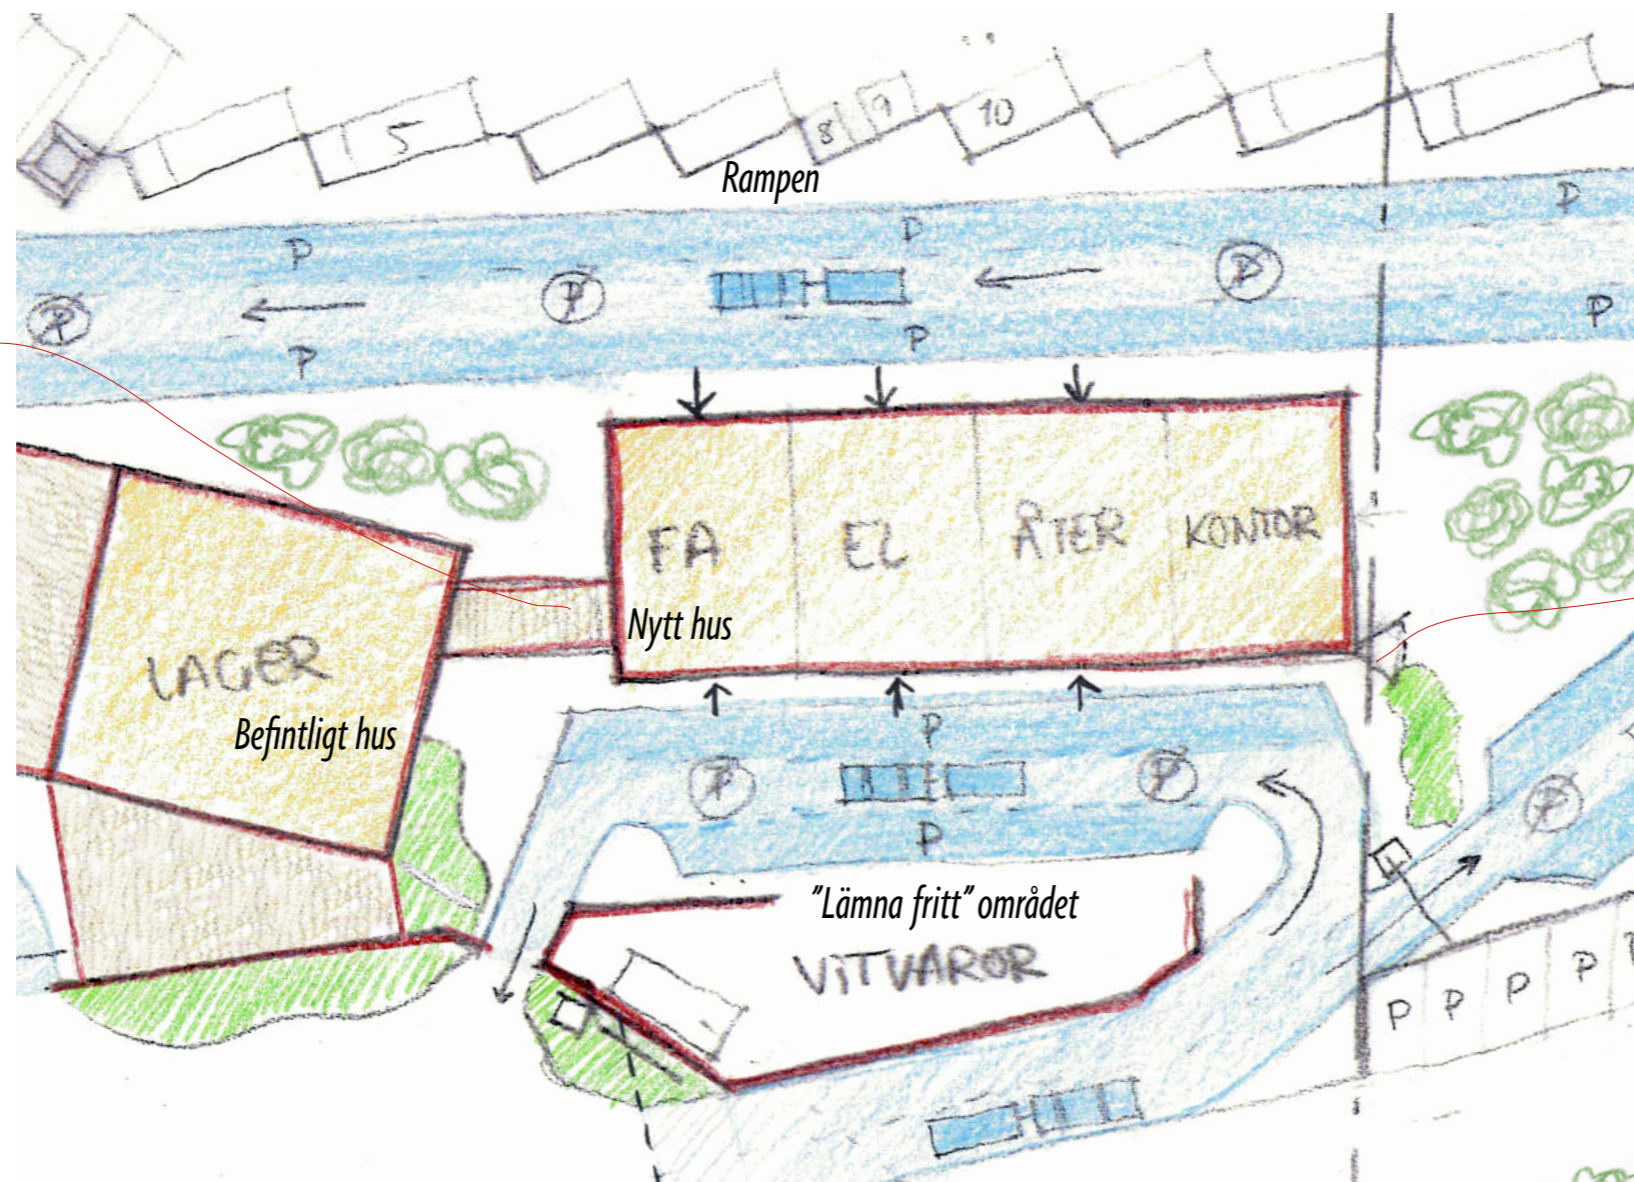 5
8
9
10
Rampen
P
P
P
P
P
P
P
P
P
FA
EL
ÅTER
KONTOR
Nytt hus
LAGER
Befintligt hus
P
P
P
P
P
"Lämna fritt" området
VITVAROR
P
P
P
P
P